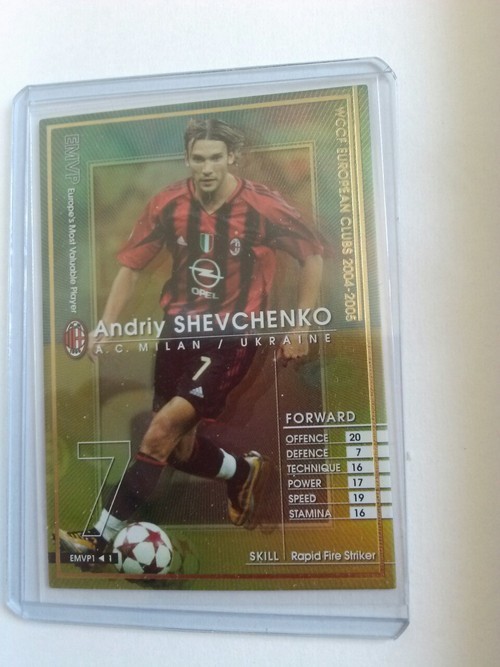 WCCF EUROPEAN CLUBS 2004-2005
EMVP Europe's Most Valuable Player
OPEL
Andriy SHEVCHENKO
A.C. MILAN / UKRAINE
7
FORWARD
OFFENCE 20
DEFENCE 7
TECHNIQUE 16
POWER 17
SPEED 19
STAMINA 16
7
EMVP1 ◀ 1
SKILL Rapid Fire Striker